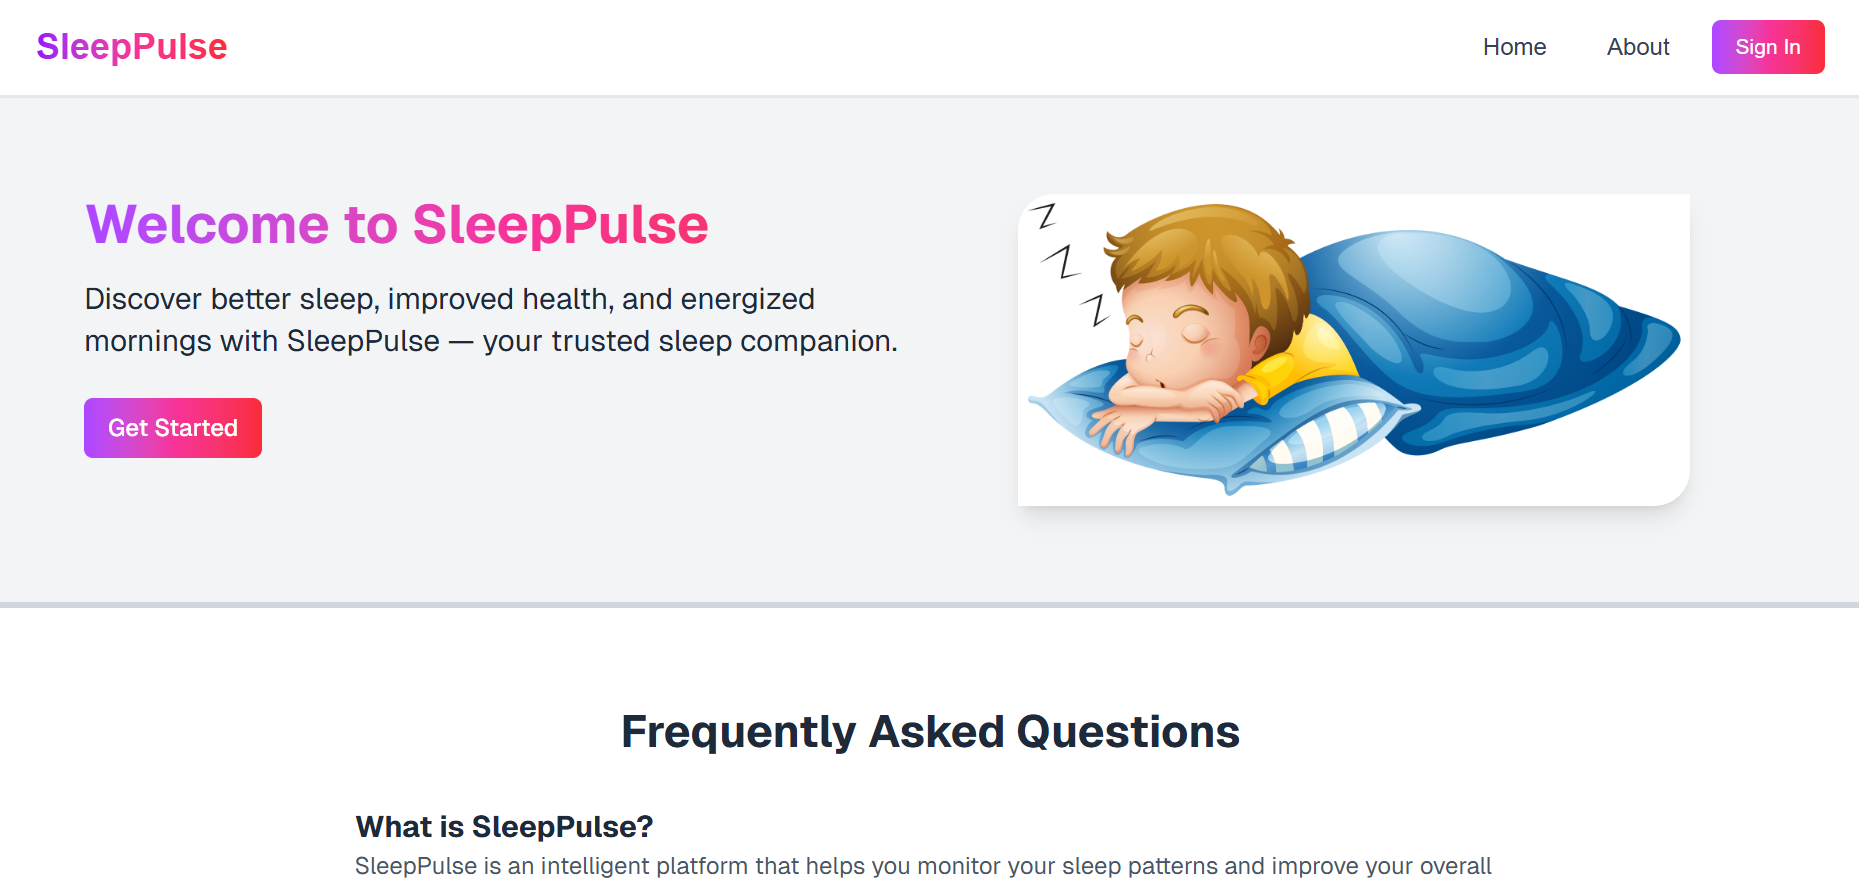 SleepPulse
Home
About
Sign In
Welcome to SleepPulse
Discover better sleep, improved health, and energized
mornings with SleepPulse — your trusted sleep companion.
Get Started
Z
Z
Z
Frequently Asked Questions
What is SleepPulse?
SleepPulse is an intelligent platform that helps you monitor your sleep patterns and improve your overall